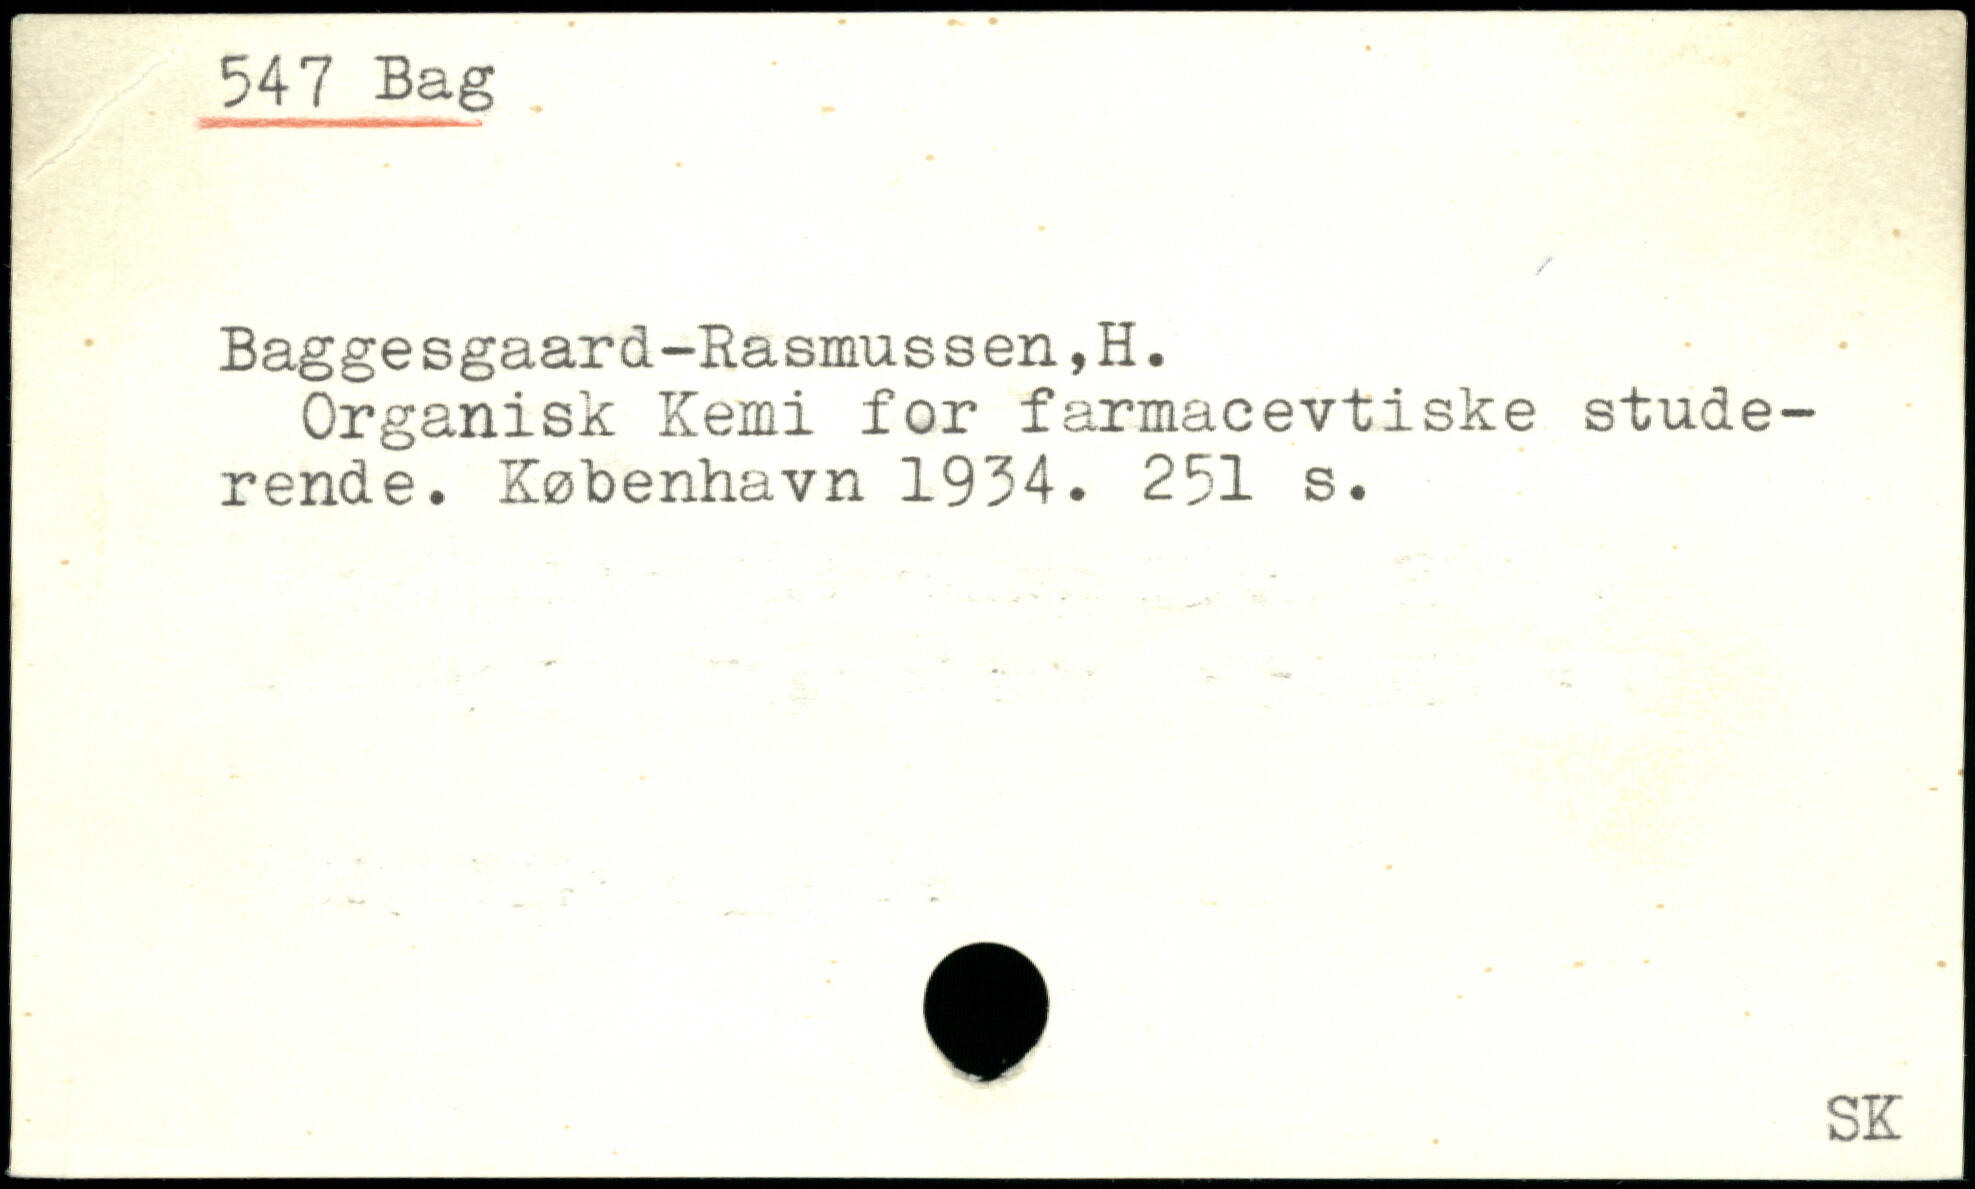 547 Bag
Baggesgaard-Rasmussen,H.
Organisk Kemi for farmacevtiske stude-
rende. København 1934. 251 s.
SK